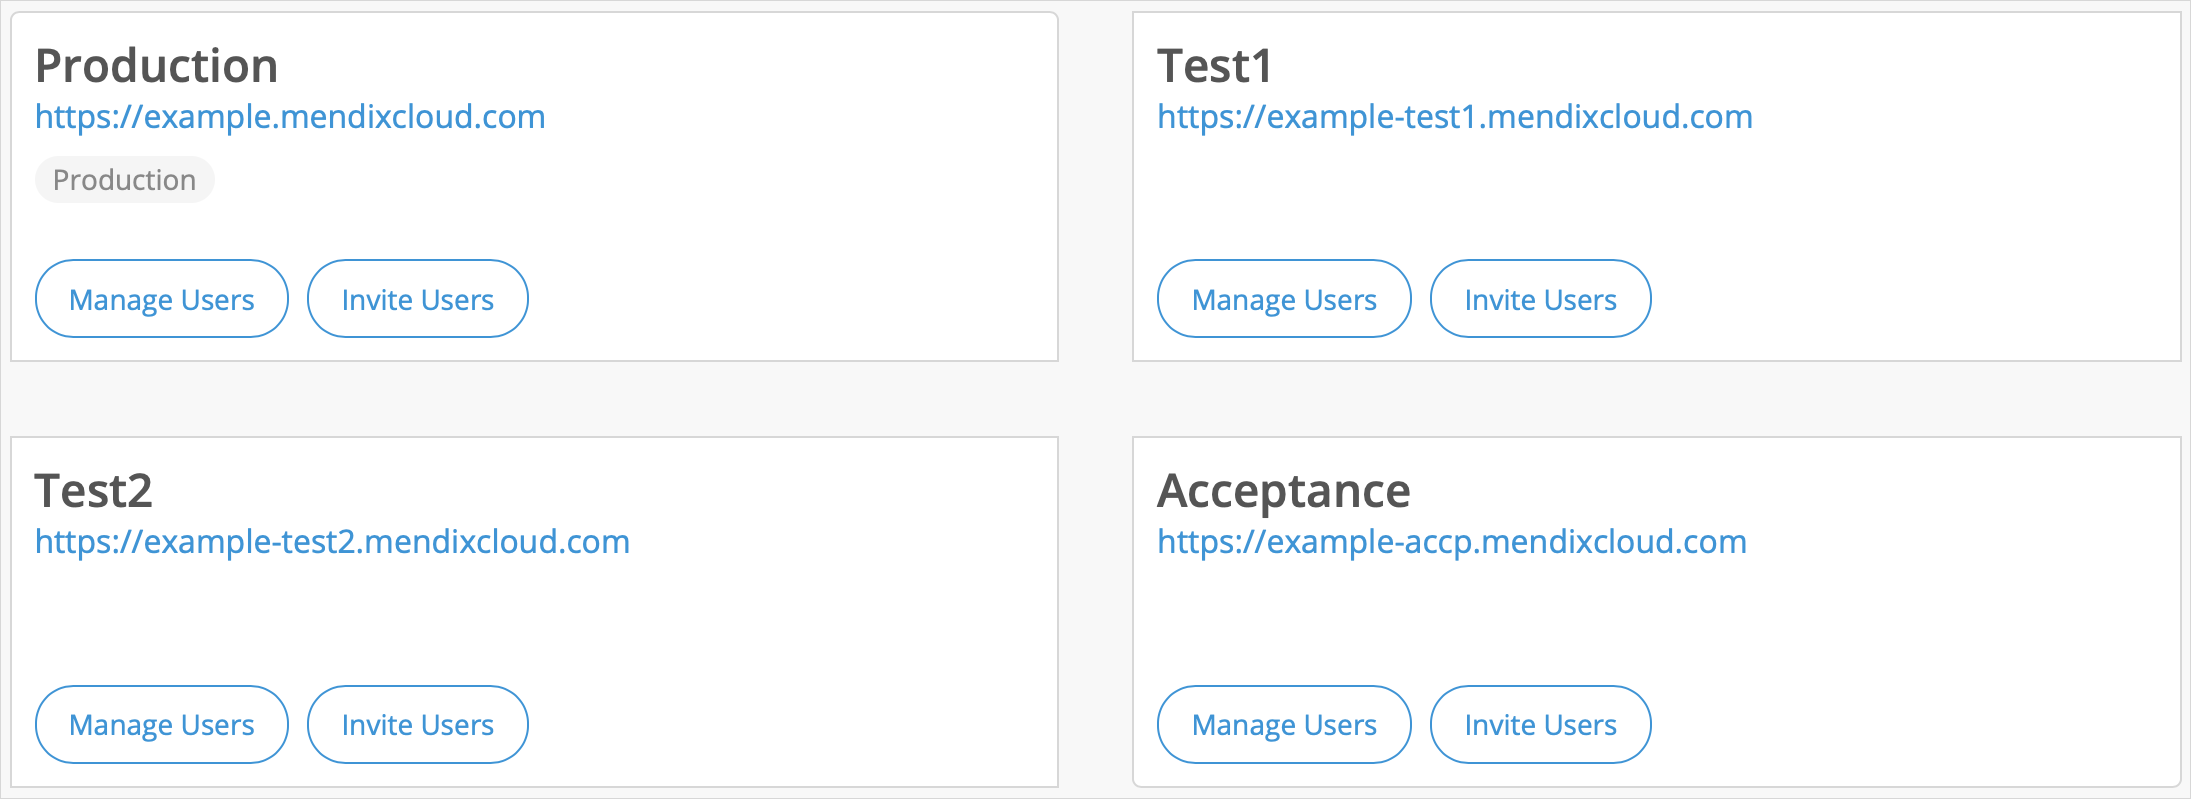 Production
https://example.mendixcloud.com
Production
Manage Users Invite Users
Test1
https://example-test1.mendixcloud.com
Manage Users Invite Users
Test2
https://example-test2.mendixcloud.com
Manage Users Invite Users
Acceptance
https://example-accp.mendixcloud.com
Manage Users Invite Users